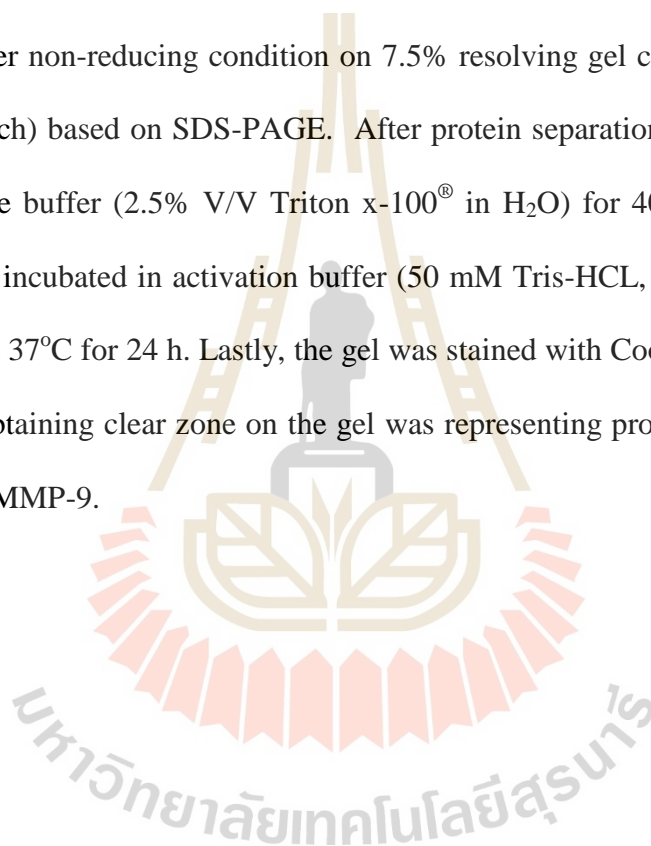 er non-reducing condition on 7.5% resolving gel c
ch) based on SDS-PAGE. After protein separation
e buffer (2.5% V/V Triton x-100® in H₂O) for 40
incubated in activation buffer (50 mM Tris-HCL,
37°C for 24 h. Lastly, the gel was stained with Coo
otaining clear zone on the gel was representing pro
MMP-9.
มหาวิทยาลัยเทคโนโลยีสุรนารี